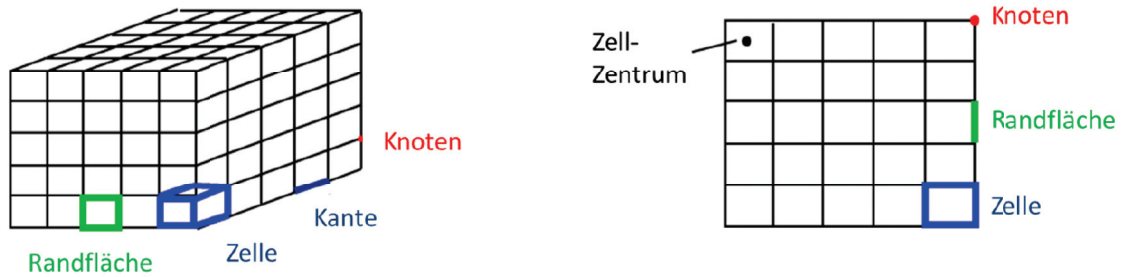 Knoten
Kante
Zelle
Randfläche
Zell-
Zentrum
Knoten
Randfläche
Zelle